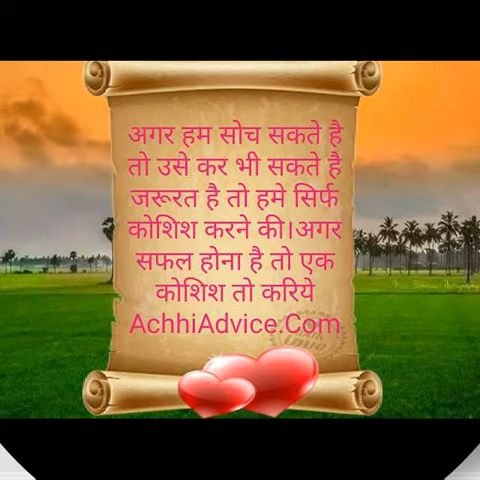 अगर हम सोच सकते है
तो उसे कर भी सकते है
जरूरत है तो हमे सिर्फ
कोशिश करने की।अगर
सफल होना है तो एक
कोशिश तो करिये
AchhiAdvice.Com